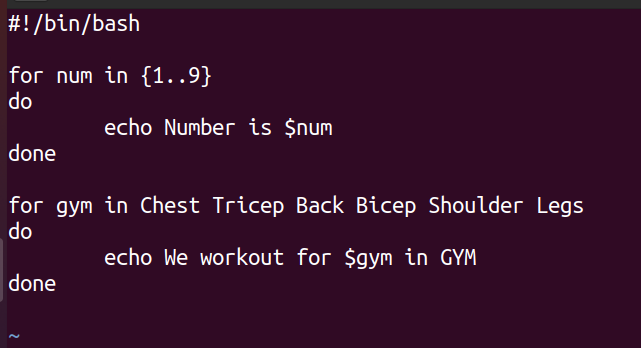 #!/bin/bash
for num in {1..9}
do
echo Number is $num
done
for gym in Chest Tricep Back Bicep Shoulder Legs
do
echo We workout for $gym in GYM
done
~